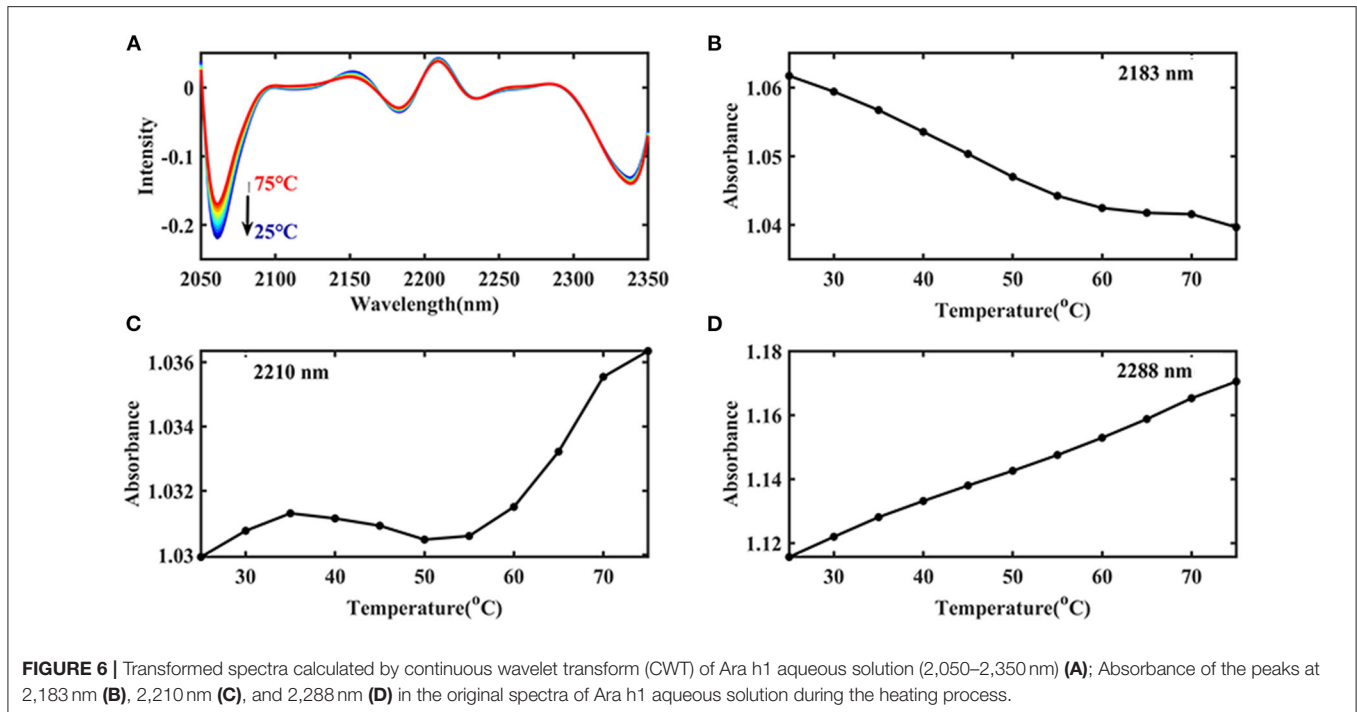 A
0
-0.1
-0.2
Intensity
75°C
25°C
2050 2100 2150 2200 2250 2300 2350
Wavelength(nm)
B
2183 nm
1.06
1.05
1.04
Absorbance
30 40 50 60 70
Temperature(°C)
C
2210 nm
1.036
1.034
1.032
1.03
Absorbance
30 40 50 60 70
Temperature(°C)
D
2288 nm
1.18
1.16
1.14
1.12
Absorbance
30 40 50 60 70
Temperature(°C)
FIGURE 6 | Transformed spectra calculated by continuous wavelet transform (CWT) of Ara h1 aqueous solution (2,050–2,350 nm) (A); Absorbance of the peaks at
2,183 nm (B), 2,210 nm (C), and 2,288 nm (D) in the original spectra of Ara h1 aqueous solution during the heating process.